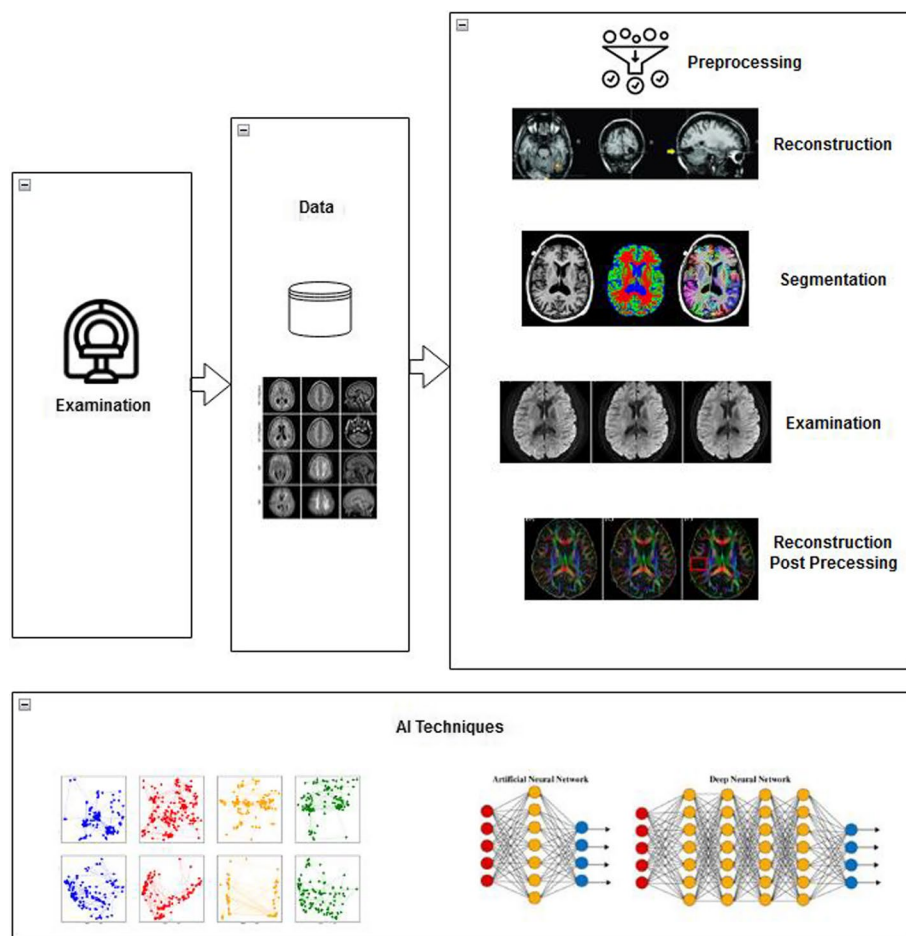 Preprocessing
Reconstruction
Data
Segmentation
Examination
Examination
Reconstruction
Post Precessing
AI Techniques
Artificial Neural Network
Deep Neural Network